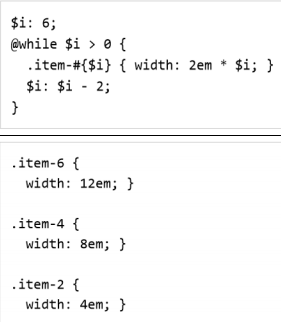 $i: 6;
@while $i > 0 {
  .item-#{$i} { width: 2em * $i; }
  $i: $i - 2;
}
.item-6 {
  width: 12em; }
.item-4 {
  width: 8em; }
.item-2 {
  width: 4em; }